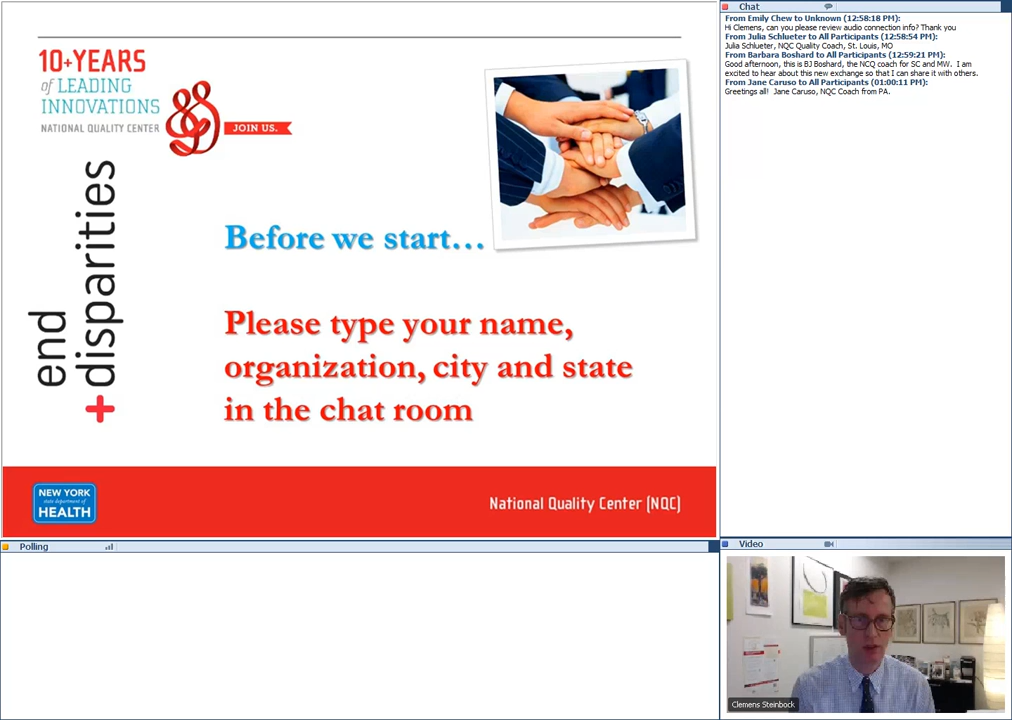 10+YEARS
of LEADING
INNOVATIONS
NATIONAL QUALITY CENTER
JOIN US.
end
+disparities
Before we start...
Please type your name,
organization, city and state
in the chat room
NEW YORK
state department of
HEALTH
National Quality Center (NQC)
Polling
Chat
From Emily Chew to Unknown (12:58:18 PM):
Hi Clemens, can you please review audio connection info? Thank you
From Julia Schlueter to All Participants (12:58:54 PM):
Julia Schlueter, NQC Quality Coach, St. Louis, MO
From Barbara Boshard to All Participants (12:59:21 PM):
Good afternoon, this is BJ Boshard, the NCQ coach for SC and MW. I am
excited to hear about this new exchange so that I can share it with others.
From Jane Caruso to All Participants (01:00:11 PM):
Greetings all! Jane Caruso, NQC Coach from PA.
Video
Clemens Steinbock